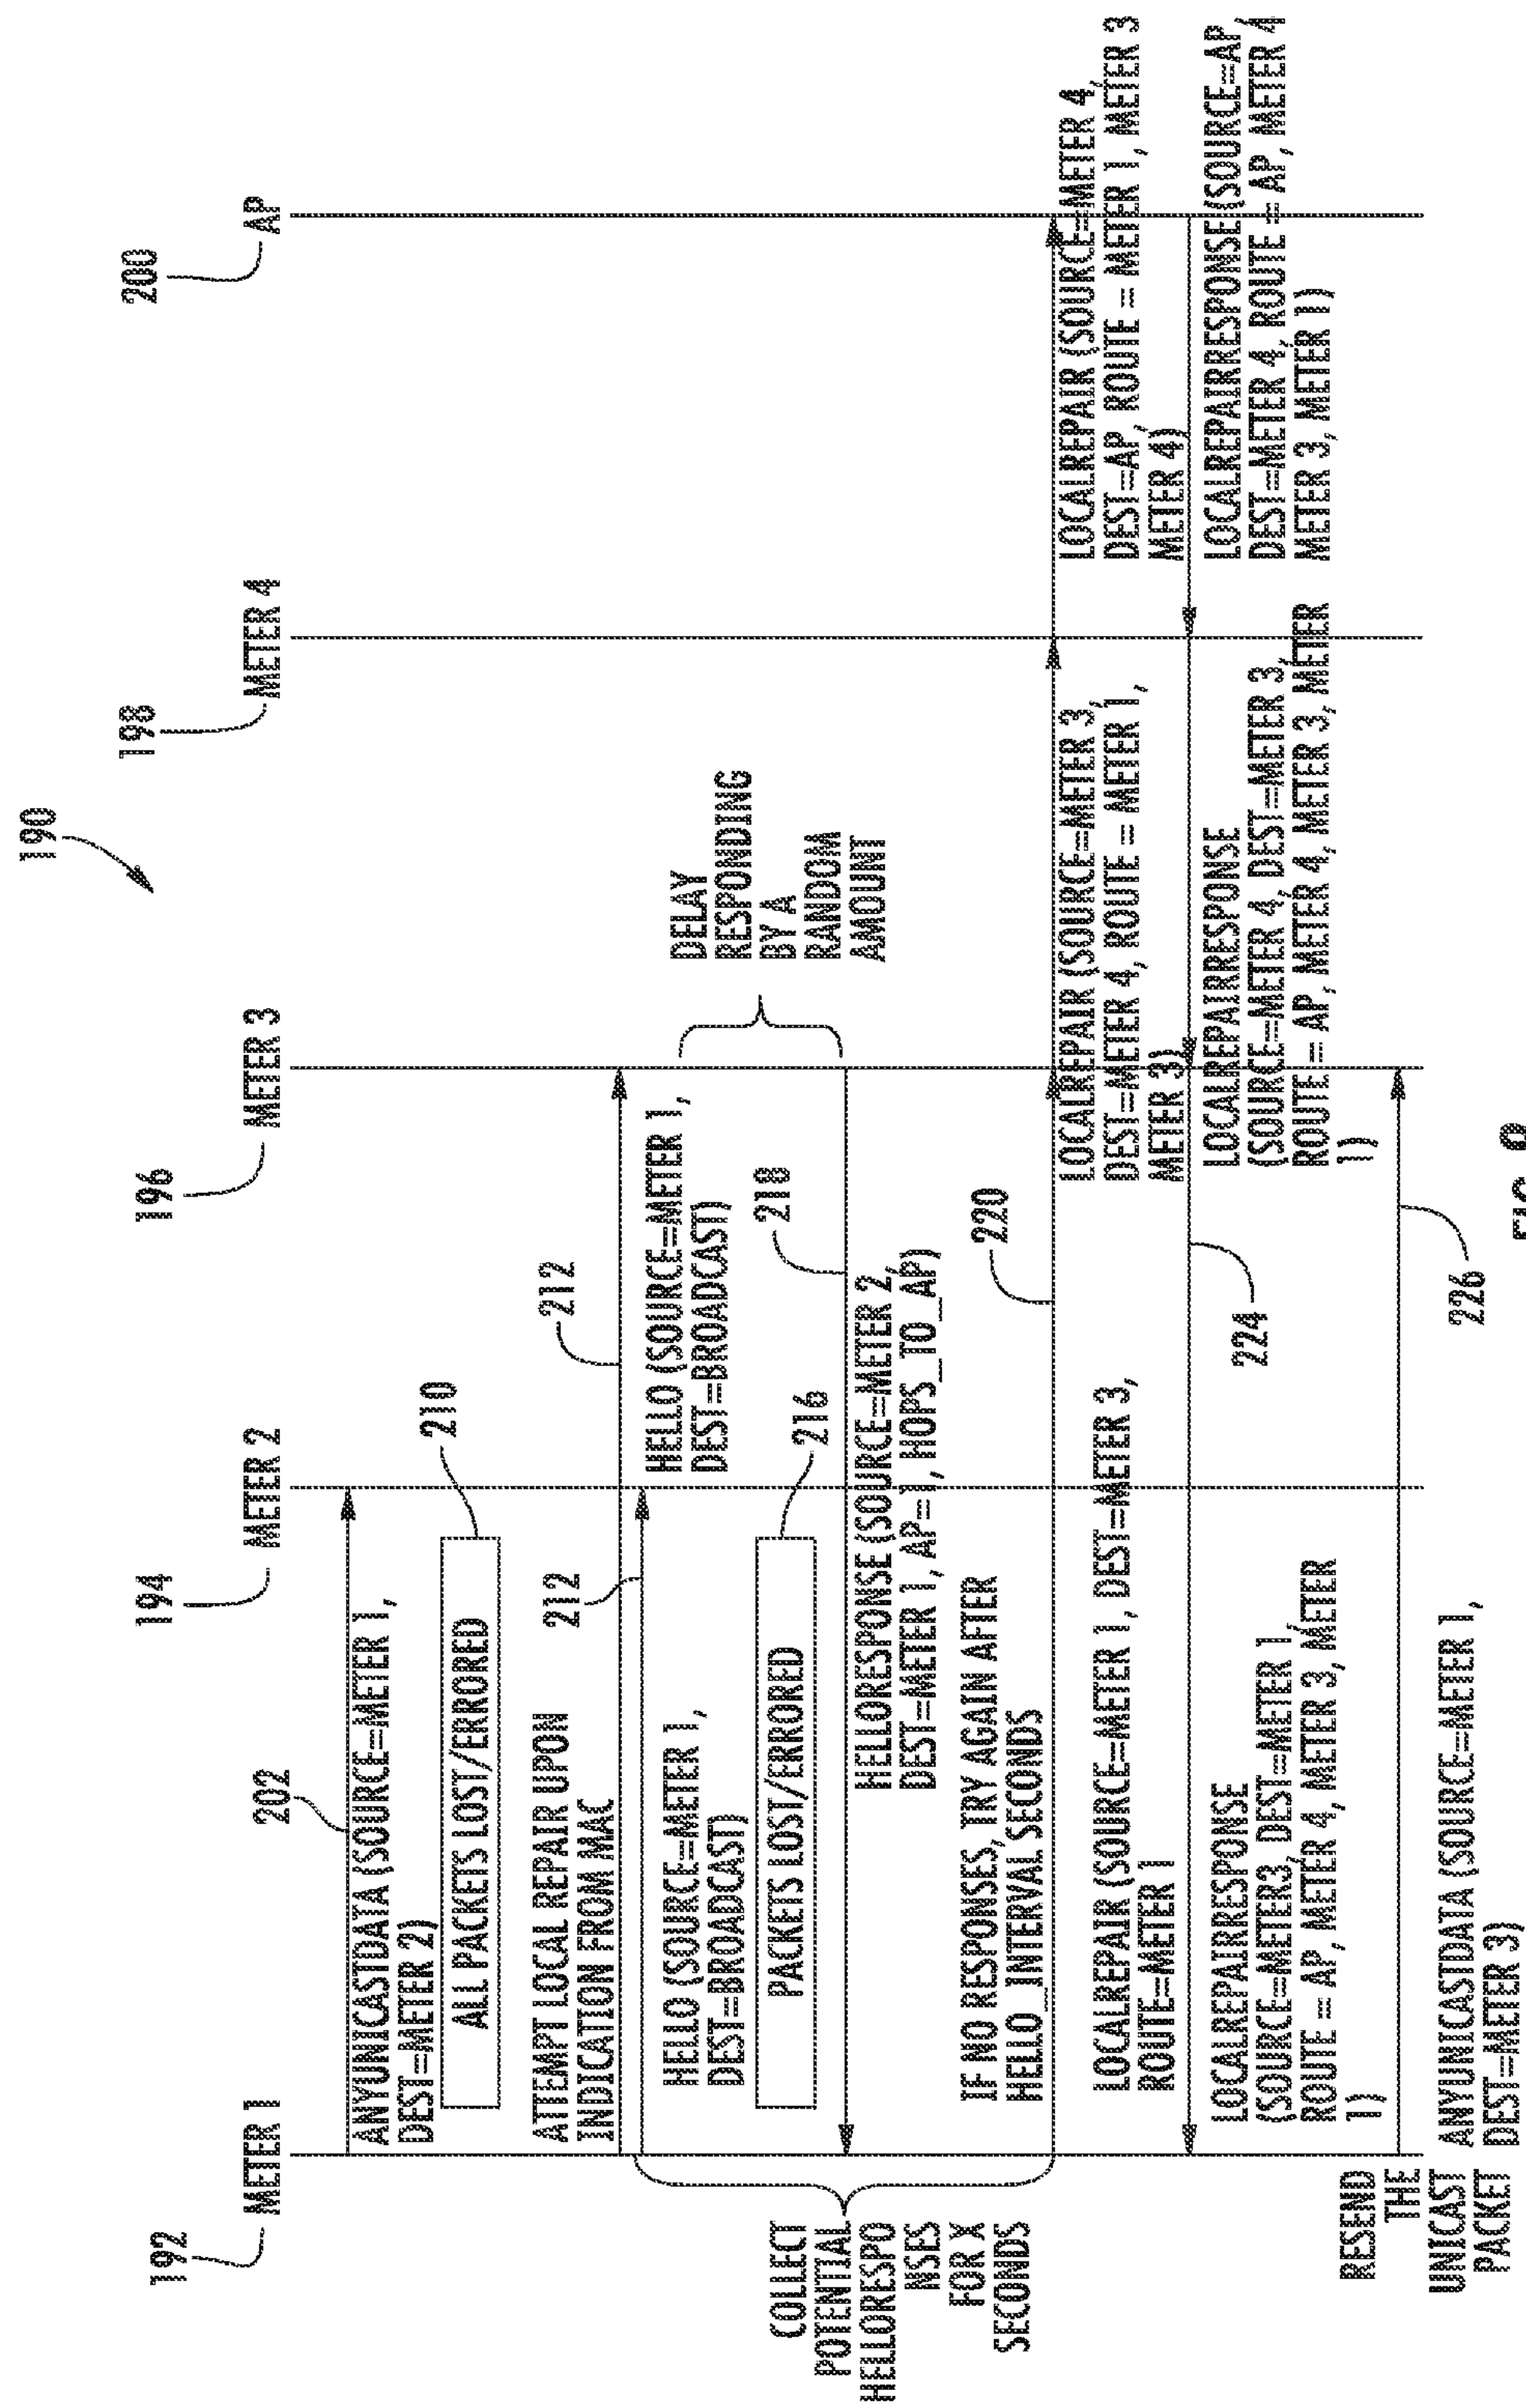 190
192
METER 1
194
METER 2
196
METER 3
198
METER 4
200
AP
202
ANYUNICASTDATA (SOURCE=METER 1,
DEST=METER 2)
210
ALL PACKETS LOST/ERRORED
ATTEMPT LOCAL REPAIR UPON
INDICATION FROM MAC
212
212
HELLO (SOURCE=METER 1,
DEST=BROADCAST)
HELLO (SOURCE=METER 1,
DEST=BROADCAST)
216
PACKETS LOST/ERRORED
218
DELAY
RESPONDING
BY A
RANDOM
AMOUNT
COLLECT
POTENTIAL
HELLORESPO
NSES
FOR X
SECONDS
HELLORESPONSE (SOURCE=METER 2,
DEST=METER 1, AP=1, HOPS_TO_AP)
IF NO RESPONSES, TRY AGAIN AFTER
HELLO_INTERVAL SECONDS
220
LOCALREPAIR (SOURCE=METER 1, DEST=METER 3,
ROUTE=METER 1
LOCALREPAIR (SOURCE=METER 3,
DEST=METER 4, ROUTE = METER 1,
METER 3)
LOCALREPAIR (SOURCE=METER 4,
DEST=AP, ROUTE = METER 1, METER 3
METER 4)
224
LOCALREPAIRRESPONSE
(SOURCE=METER3, DEST=METER 1,
ROUTE = AP, METER 4, METER 3, METER
1)
LOCALREPAIRRESPONSE
(SOURCE=METER 4, DEST=METER 3,
ROUTE = AP, METER 4, METER 3, METER
1)
LOCALREPAIRRESPONSE (SOURCE=AP,
DEST=METER 4, ROUTE = AP, METER 4
METER 3, METER 1)
RESEND
THE
UNICAST
PACKET
226
ANYUNICASTDATA (SOURCE=METER 1,
DEST=METER 3)